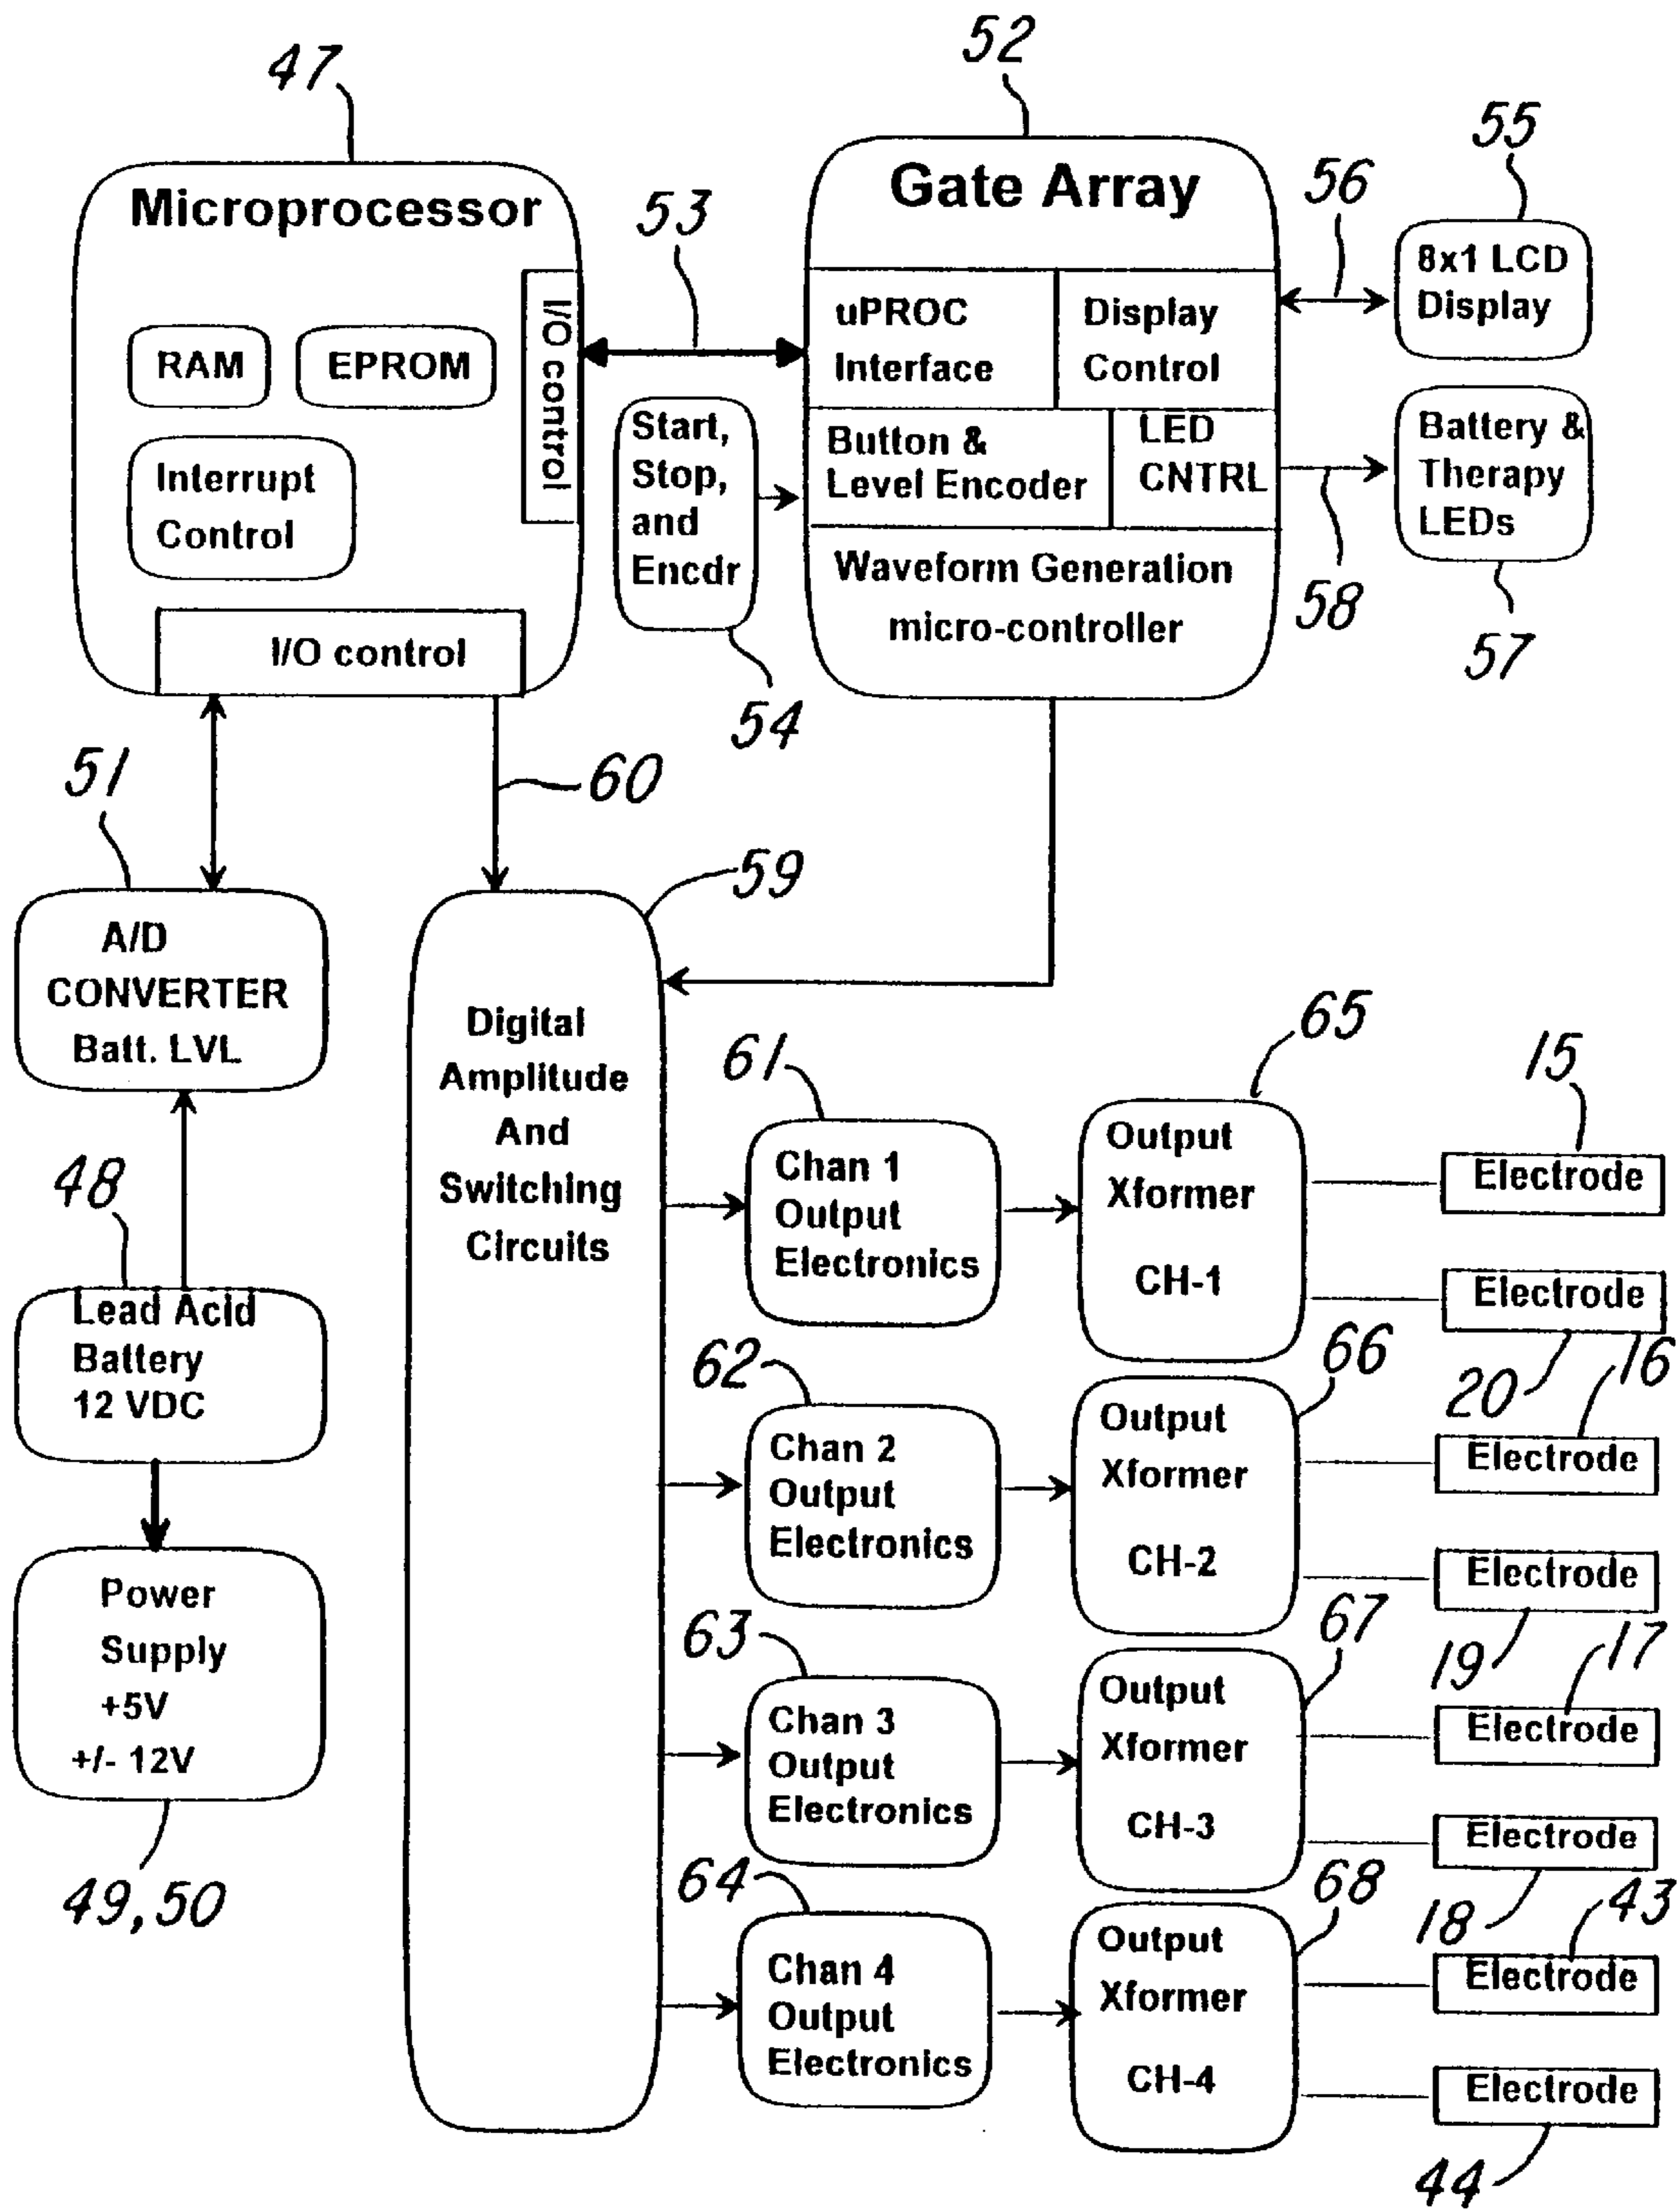 47
52
55
Microprocessor
I/O control
RAM
EPROM
Interrupt
Control
I/O control
53
Gate Array
uPROC
Interface
Display
Control
Button &
Level Encoder
LED
CNTRL
Waveform Generation
micro-controller
56
8x1 LCD
Display
Start,
Stop,
and
Encdr
54
58
Battery &
Therapy
LEDs
57
51
60
59
A/D
CONVERTER
Batt. LVL
48
Lead Acid
Battery
12 VDC
Power
Supply
+5V
+/- 12V
49,50
Digital
Amplitude
And
Switching
Circuits
61
Chan 1
Output
Electronics
65
Output
Xformer
CH-1
15
Electrode
Electrode
20
62
Chan 2
Output
Electronics
66
Output
Xformer
CH-2
16
Electrode
Electrode
19
63
Chan 3
Output
Electronics
67
Output
Xformer
CH-3
17
Electrode
Electrode
18
64
Chan 4
Output
Electronics
68
Output
Xformer
CH-4
43
Electrode
Electrode
44